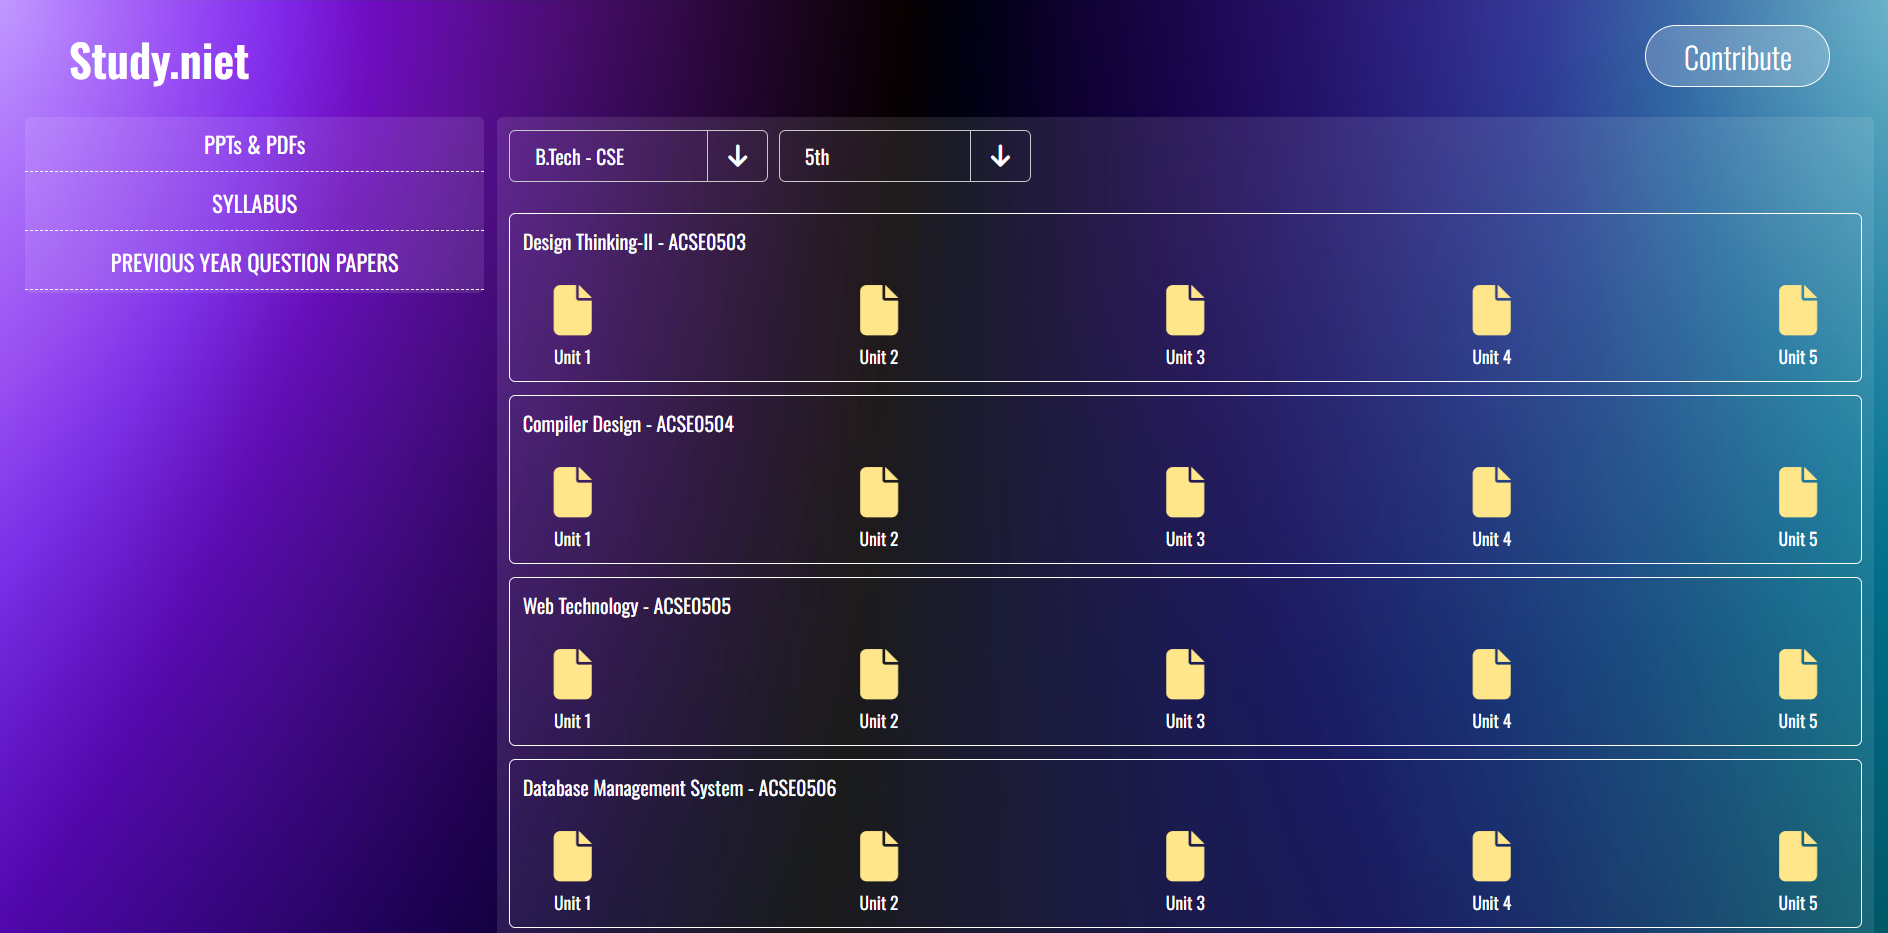 Study.niet
Contribute
PPTs & PDFs
SYLLABUS
PREVIOUS YEAR QUESTION PAPERS
B.Tech - CSE
5th
Design Thinking-II - ACSE0503
Unit 1 Unit 2 Unit 3 Unit 4 Unit 5
Compiler Design - ACSE0504
Unit 1 Unit 2 Unit 3 Unit 4 Unit 5
Web Technology - ACSE0505
Unit 1 Unit 2 Unit 3 Unit 4 Unit 5
Database Management System - ACSE0506
Unit 1 Unit 2 Unit 3 Unit 4 Unit 5